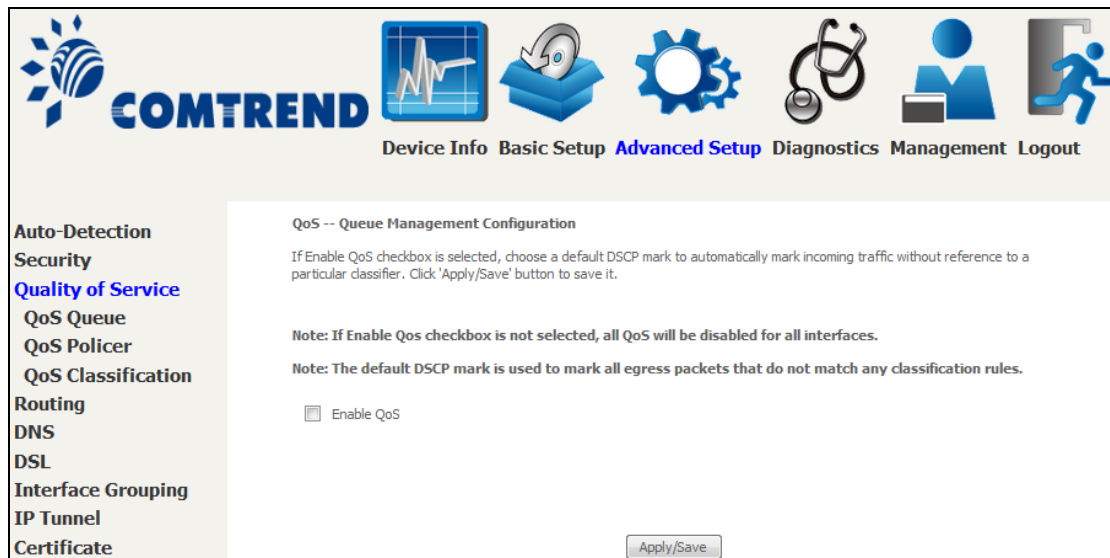 COMTREND
Device Info Basic Setup Advanced Setup Diagnostics Management Logout
Auto-Detection
Security
Quality of Service
QoS Queue
QoS Policer
QoS Classification
Routing
DNS
DSL
Interface Grouping
IP Tunnel
Certificate
QoS -- Queue Management Configuration
If Enable QoS checkbox is selected, choose a default DSCP mark to automatically mark incoming traffic without reference to a
particular classifier. Click 'Apply/Save' button to save it.
Note: If Enable Qos checkbox is not selected, all QoS will be disabled for all interfaces.
Note: The default DSCP mark is used to mark all egress packets that do not match any classification rules.
Enable QoS
Apply/Save